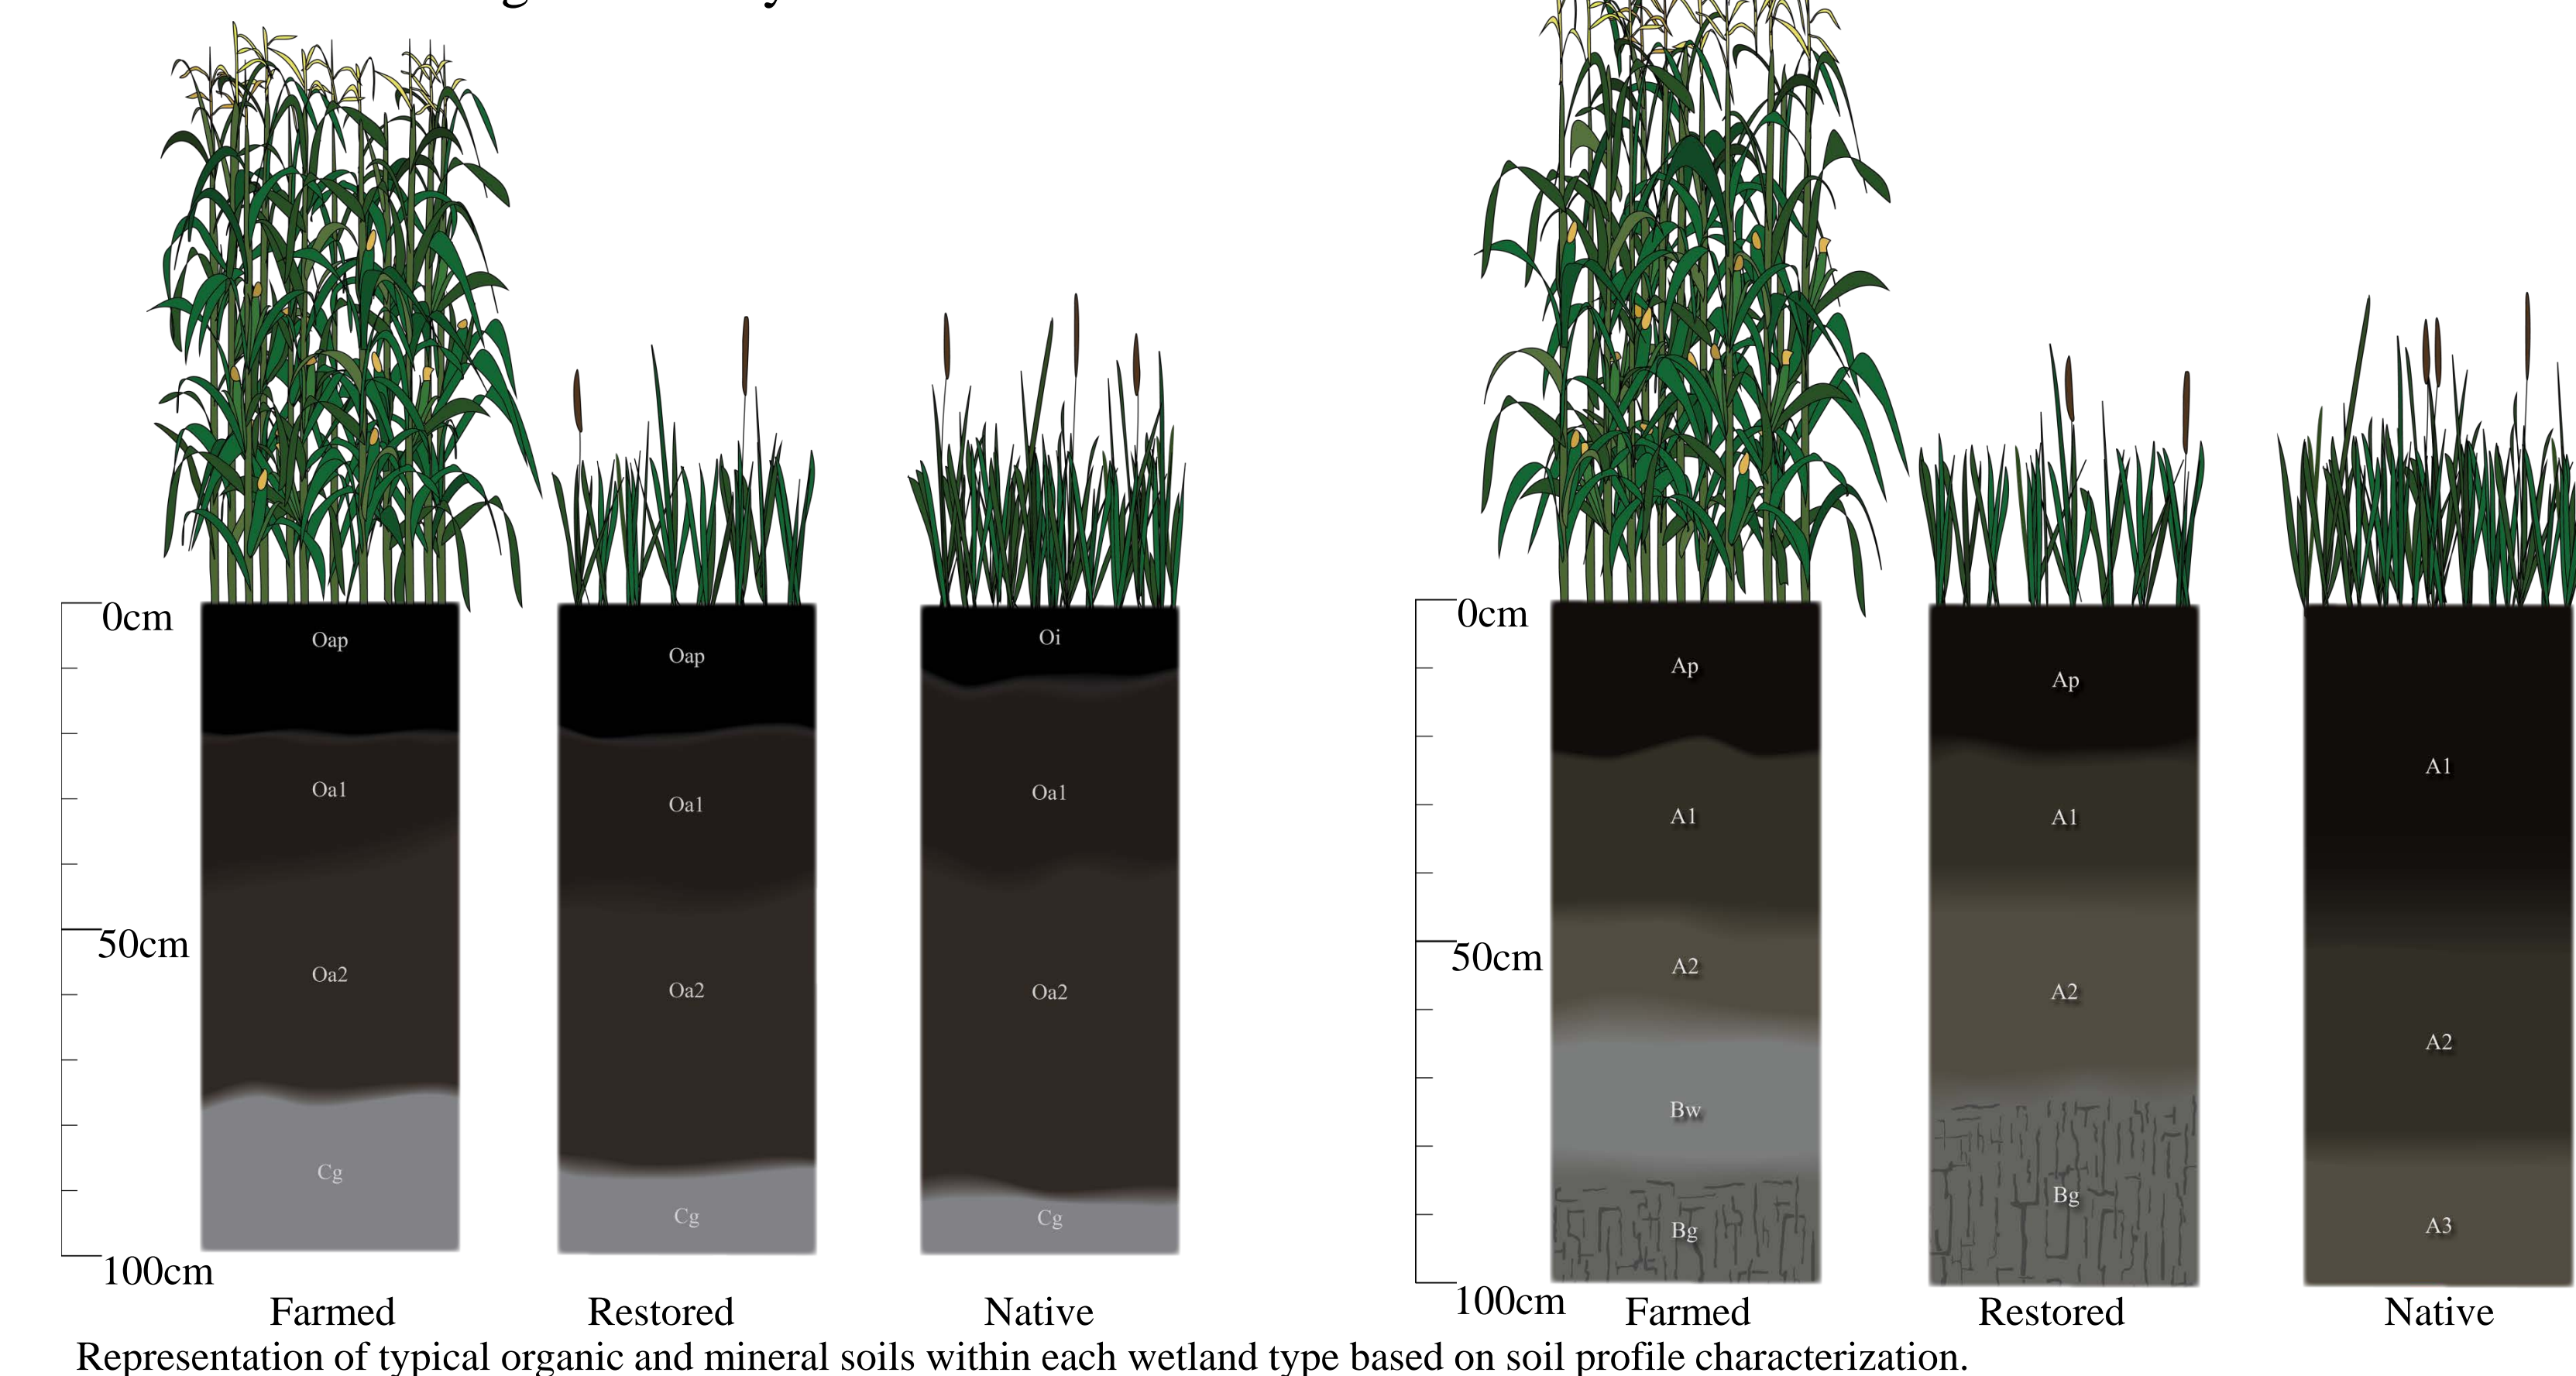 0cm
50cm
100cm
Oap
Oa1
Oa2
Cg
Farmed
Oap
Oa1
Oa2
Cg
Restored
Oi
Oa1
Oa2
Cg
Native
0cm
50cm
100cm
Ap
A1
A2
Bw
Bg
Farmed
Ap
A1
A2
Bg
Restored
A1
A2
A3
Native
Representation of typical organic and mineral soils within each wetland type based on soil profile characterization.